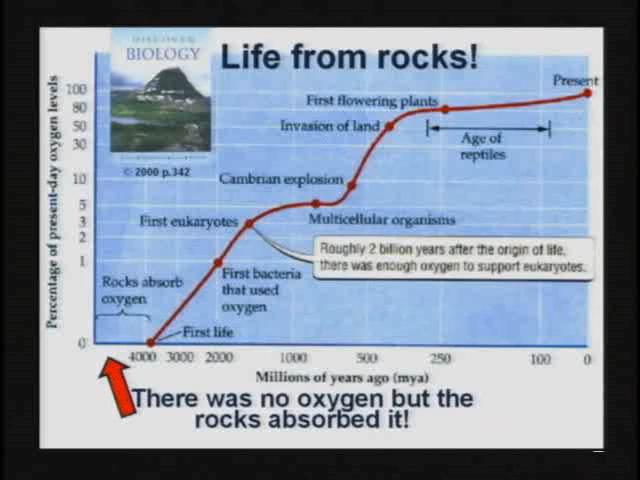 DISCOVER
BIOLOGY
© 2000 p.342
Life from rocks!
Percentage of present-day oxygen levels
100
80
50
30
10
5
3
2
1
0
Present
First flowering plants
Invasion of land
Age of
reptiles
Cambrian explosion
First eukaryotes
Multicellular organisms
Roughly 2 billion years after the origin of life,
there was enough oxygen to support eukaryotes.
Rocks absorb
oxygen
First bacteria
that used
oxygen
First life
4000 3000 2000 1000 500 250 100 0
Millions of years ago (mya)
There was no oxygen but the
rocks absorbed it!